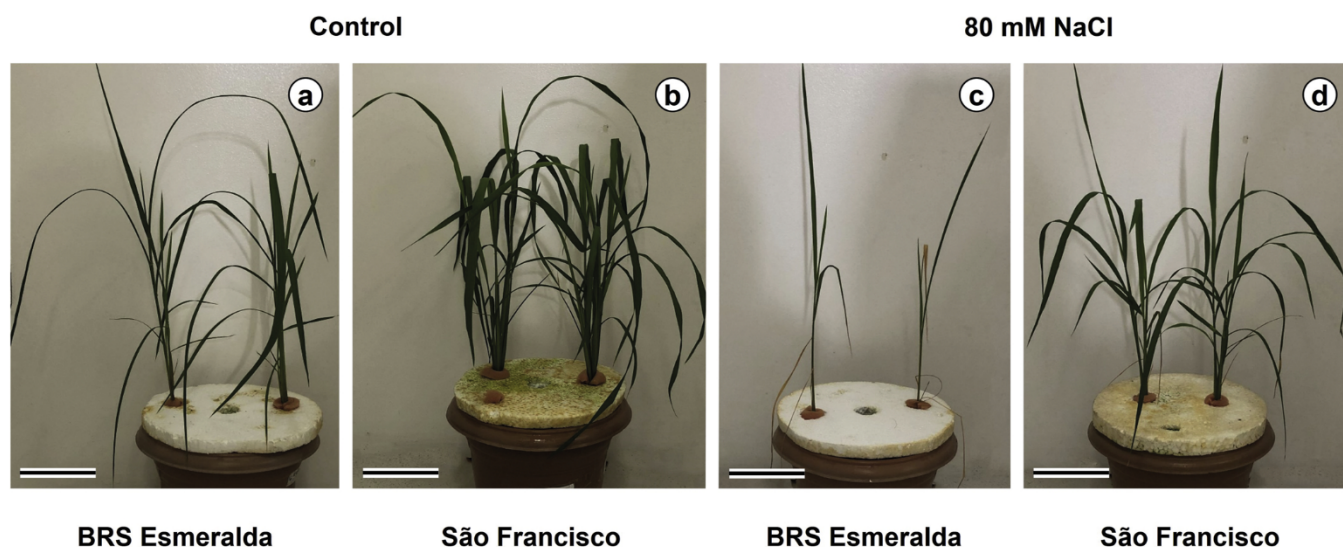 Control
80 mM NaCl
a
b
c
d
BRS Esmeralda
São Francisco
BRS Esmeralda
São Francisco